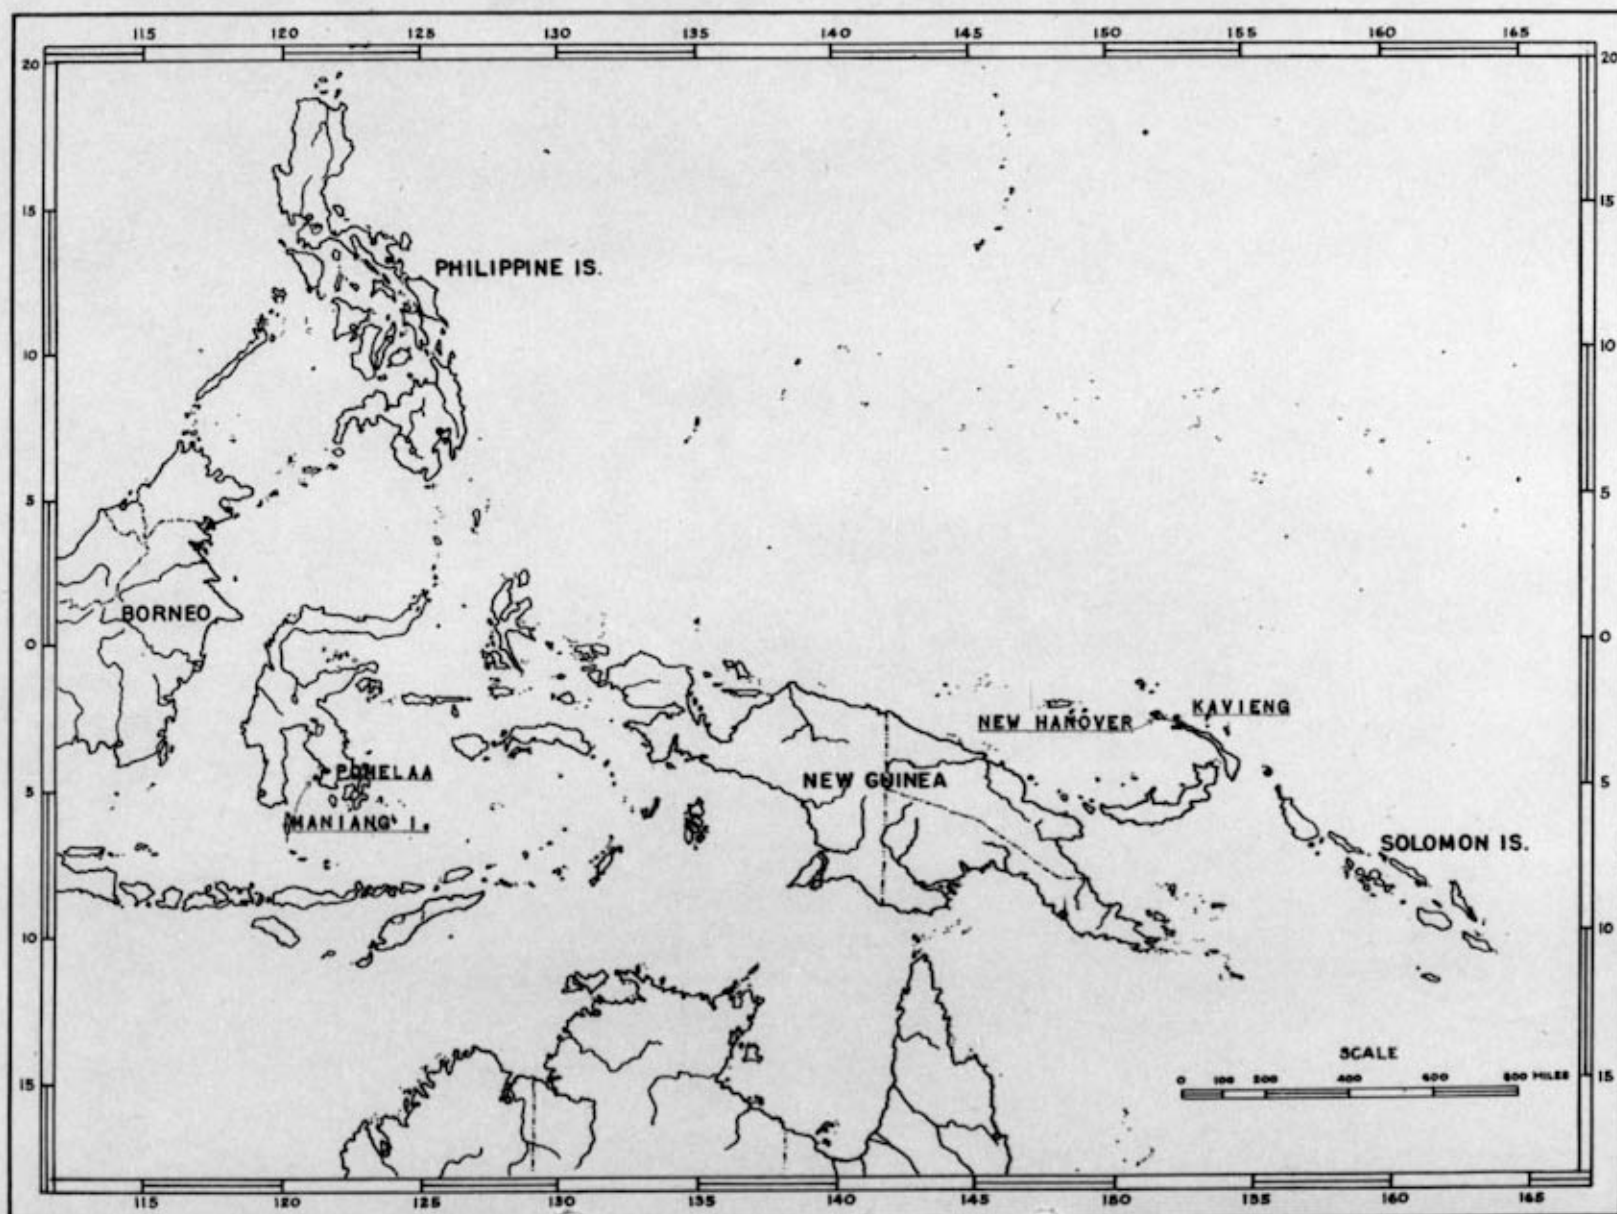 115 120 125 130 135 140 145 150 155 160 165
20 20
15 15
PHILIPPINE IS.
10 10
5 5
BORNEO
0 0
KAVIENG
NEW HANOVER
POMELAA
NEW GUINEA
5 5
MANIANG I.
SOLOMON IS.
10 10
SCALE
0 100 200 400 600 800 MILES
15 15
115 120 125 130 135 140 145 150 155 160 165